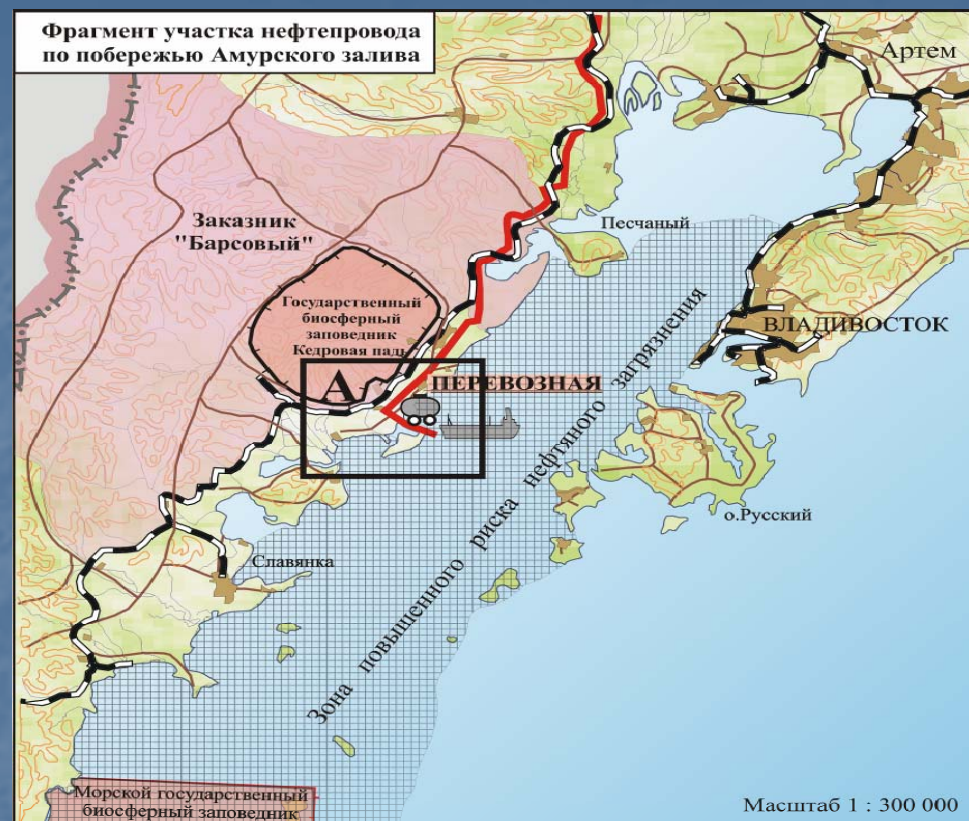 Фрагмент участка нефтепровода
по побережью Амурского залива
Артем
Заказник
"Барсовый"
Песчаный
Государственный
биосферный
заповедник
Кедровая падь
ВЛАДИВОСТОК
А
ПЕРЕВОЗНАЯ
Зона повышенного риска нефтяного загрязнения
о.Русский
Славянка
Морской государственный
биосферный заповедник
Масштаб 1 : 300 000